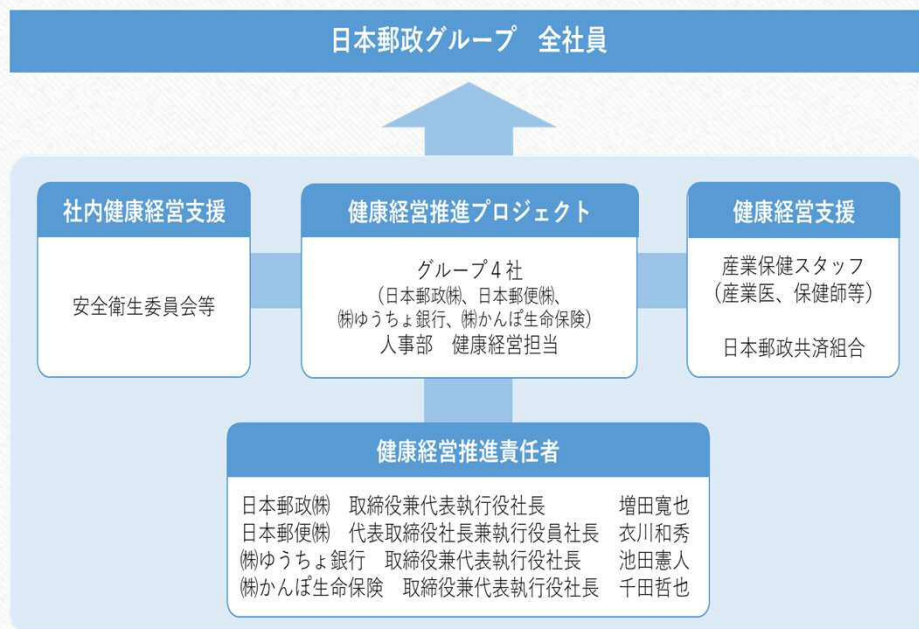 日本郵政グループ　全社員
社内健康経営支援
安全衛生委員会等
健康経営推進プロジェクト
グループ４社
（日本郵政㈱、日本郵便㈱、
㈱ゆうちょ銀行、㈱かんぽ生命保険）
人事部　健康経営担当
健康経営支援
産業保健スタッフ
（産業医、保健師等）
日本郵政共済組合
健康経営推進責任者
日本郵政㈱　取締役兼代表執行役社長　増田寬也
日本郵便㈱　代表取締役社長兼執行役員社長　衣川和秀
㈱ゆうちょ銀行　取締役兼代表執行役社長　池田憲人
㈱かんぽ生命保険　取締役兼代表執行役社長　千田哲也